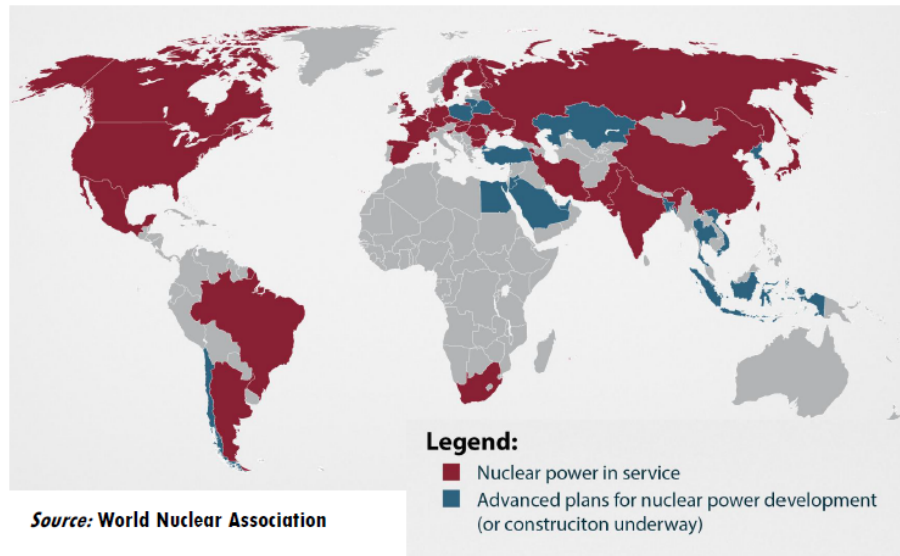 Legend:
Nuclear power in service
Advanced plans for nuclear power development
(or construciton underway)
Source: World Nuclear Association